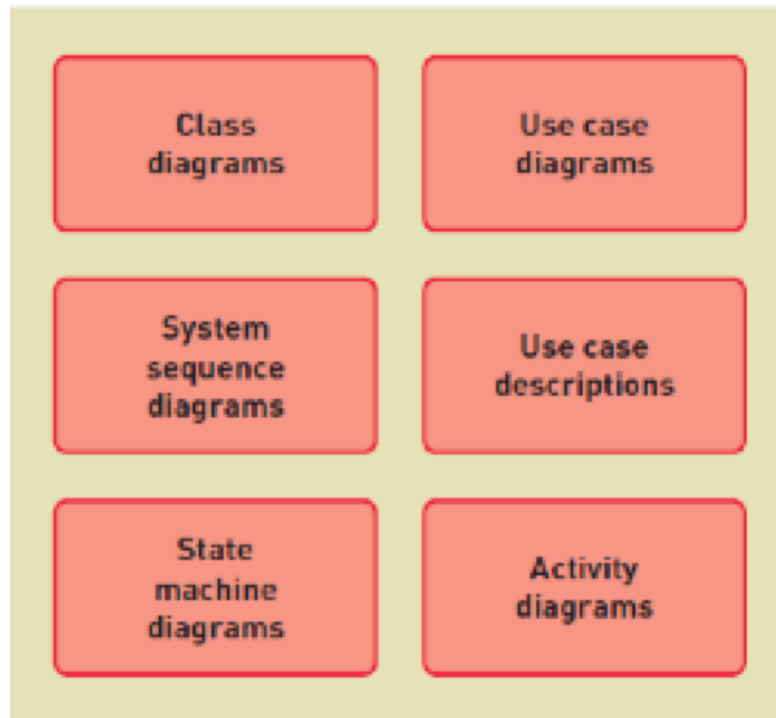 Class
diagrams
Use case
diagrams
System
sequence
diagrams
Use case
descriptions
State
machine
diagrams
Activity
diagrams